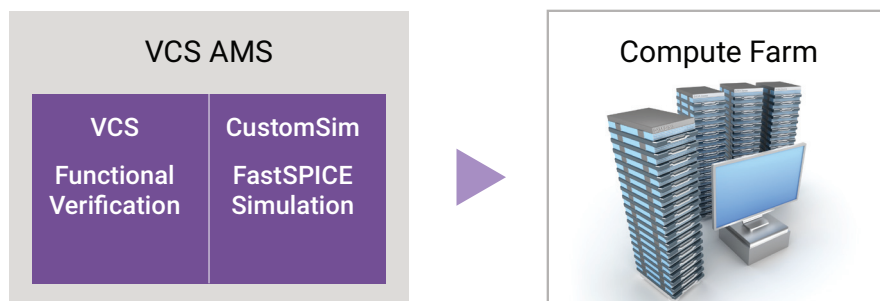 VCS AMS
VCS
Functional
Verification
CustomSim
FastSPICE
Simulation
Compute Farm